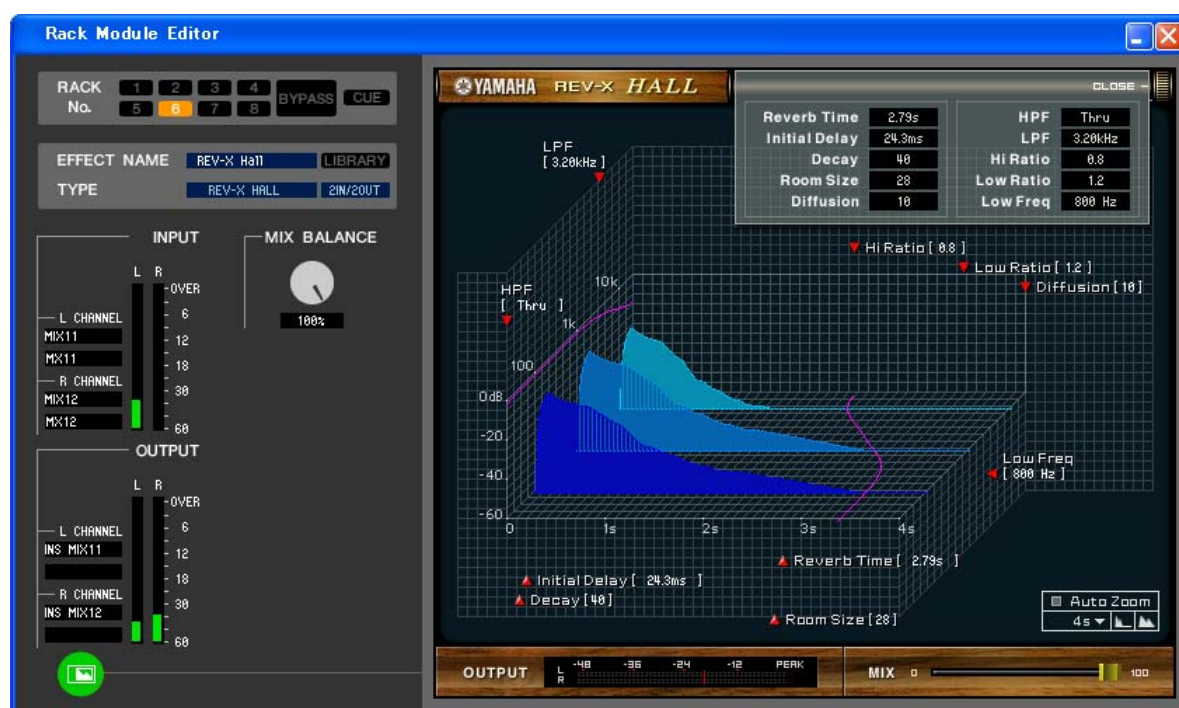 Rack Module Editor
RACK No.
1 2 3 4
5 6 7 8
BYPASS
CUE
EFFECT NAME
REV-X Hall
LIBRARY
TYPE
REV-X HALL
2IN/2OUT
INPUT
L R
OVER
6
12
18
30
60
L CHANNEL
MIX11
MX11
R CHANNEL
MIX12
MX12
MIX BALANCE
100%
OUTPUT
L R
OVER
6
12
18
30
60
L CHANNEL
INS MIX11
R CHANNEL
INS MIX12
YAMAHA REV-X HALL
CLOSE -
Reverb Time 2.79s
Initial Delay 24.3ms
Decay 40
Room Size 28
Diffusion 10
HPF Thru
LPF 3.20kHz
Hi Ratio 0.8
Low Ratio 1.2
Low Freq 800 Hz
LPF
[ 3.20kHz ]
Hi Ratio [ 0.8 ]
Low Ratio [ 1.2 ]
Diffusion [ 10 ]
HPF
[ Thru ]
10k
1k
100
0dB
-20
-40
-60
0 1s 2s 3s 4s
Low Freq
[ 800 Hz ]
Reverb Time [ 2.79s ]
Initial Delay [ 24.3ms ]
Decay [40]
Room Size [28]
Auto Zoom
4s
OUTPUT
L
R
-48 -36 -24 -12 PEAK
MIX 0 100